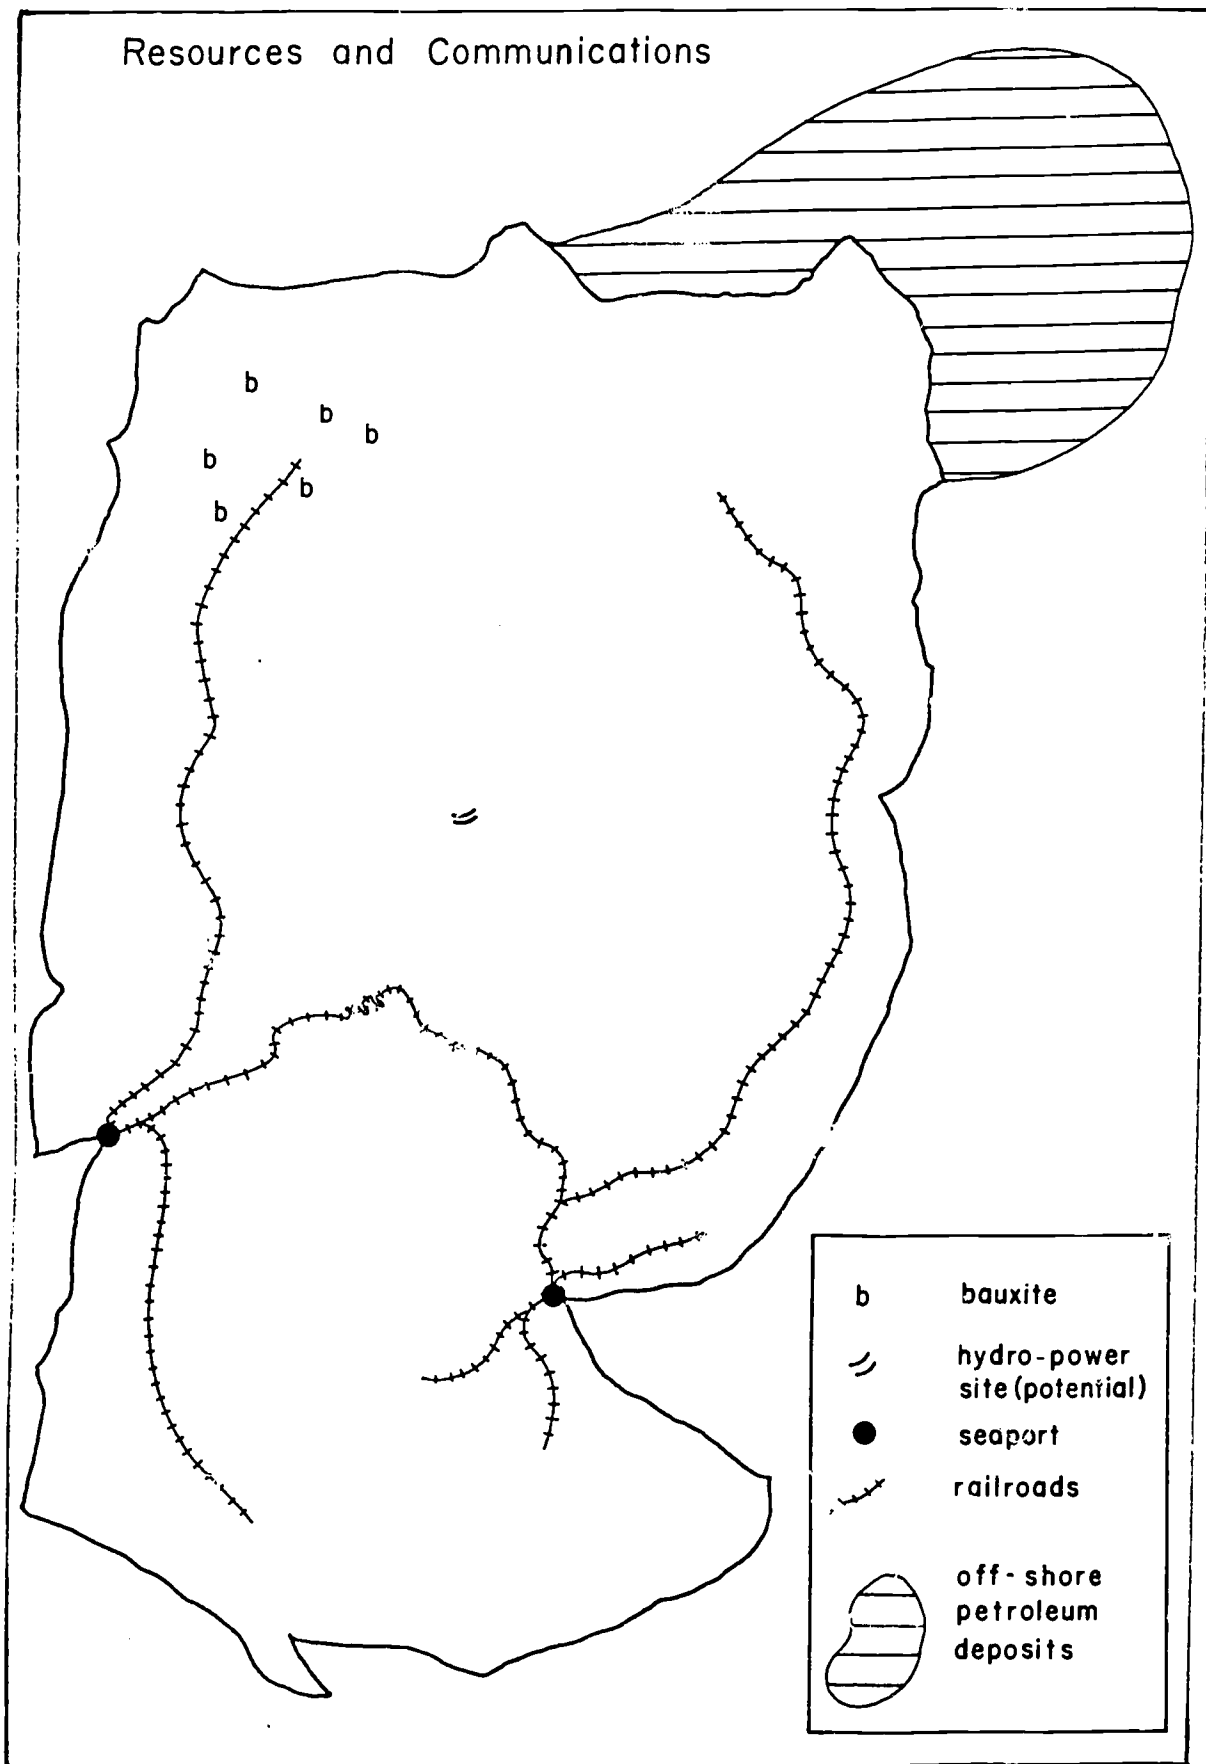 Resources and Communications
b
b
b
b
b
b
b bauxite
hydro-power
site (potential)
seaport
railroads
off-shore
petroleum
deposits